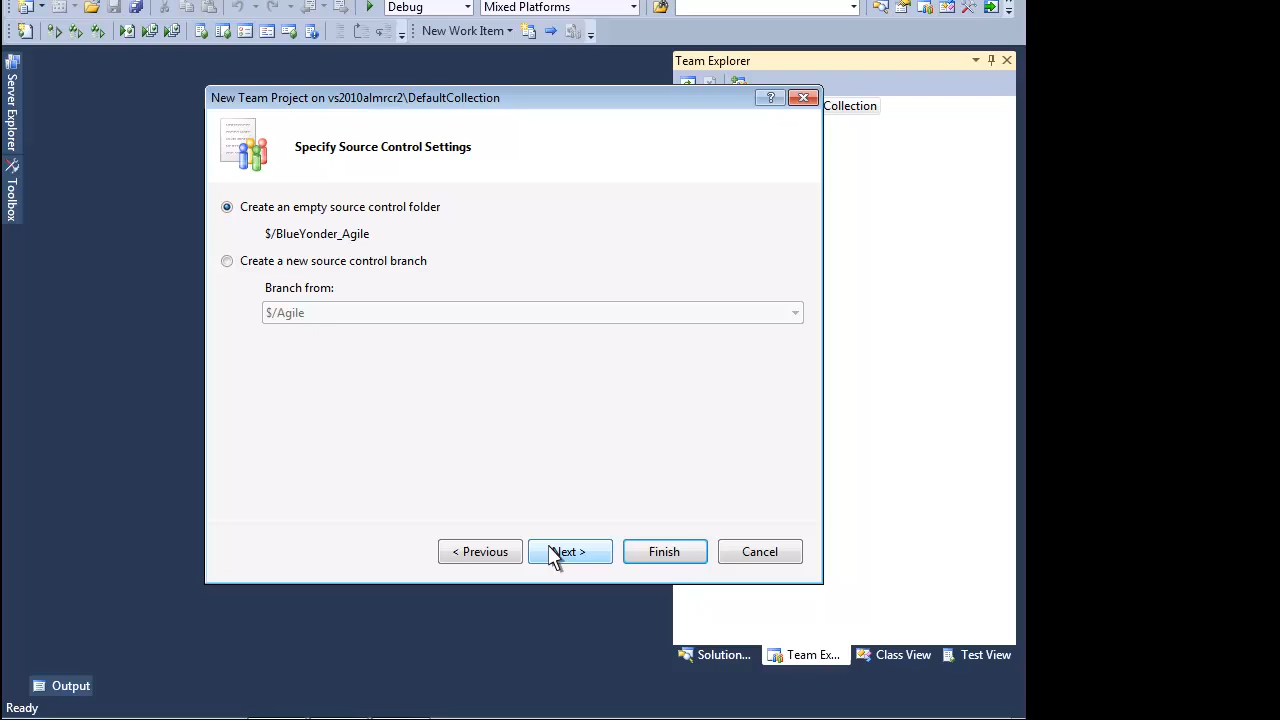 Debug
Mixed Platforms
New Work Item
Server Explorer
Toolbox
Team Explorer
Collection
New Team Project on vs2010almrcr2\DefaultCollection
?
Specify Source Control Settings
Create an empty source control folder
$/BlueYonder_Agile
Create a new source control branch
Branch from:
$/Agile
< Previous
Next >
Finish
Cancel
Solution...
Team Ex...
Class View
Test View
Output
Ready